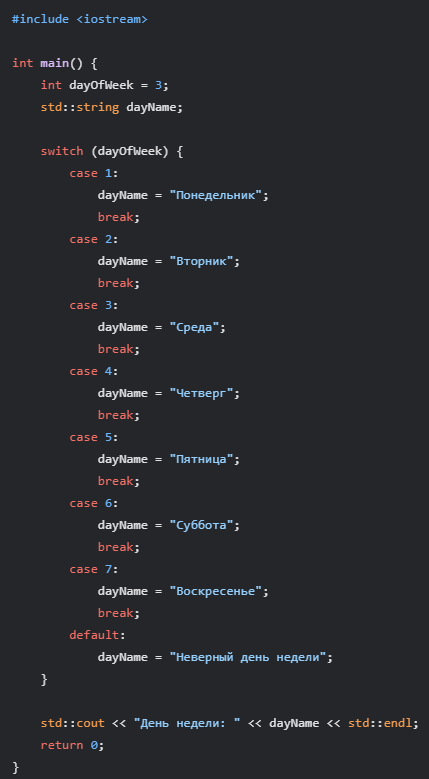 #include <iostream>

int main() {
    int dayOfWeek = 3;
    std::string dayName;

    switch (dayOfWeek) {
        case 1:
            dayName = "Понедельник";
            break;
        case 2:
            dayName = "Вторник";
            break;
        case 3:
            dayName = "Среда";
            break;
        case 4:
            dayName = "Четверг";
            break;
        case 5:
            dayName = "Пятница";
            break;
        case 6:
            dayName = "Суббота";
            break;
        case 7:
            dayName = "Воскресенье";
            break;
        default:
            dayName = "Неверный день недели";
    }

    std::cout << "День недели: " << dayName << std::endl;
    return 0;
}